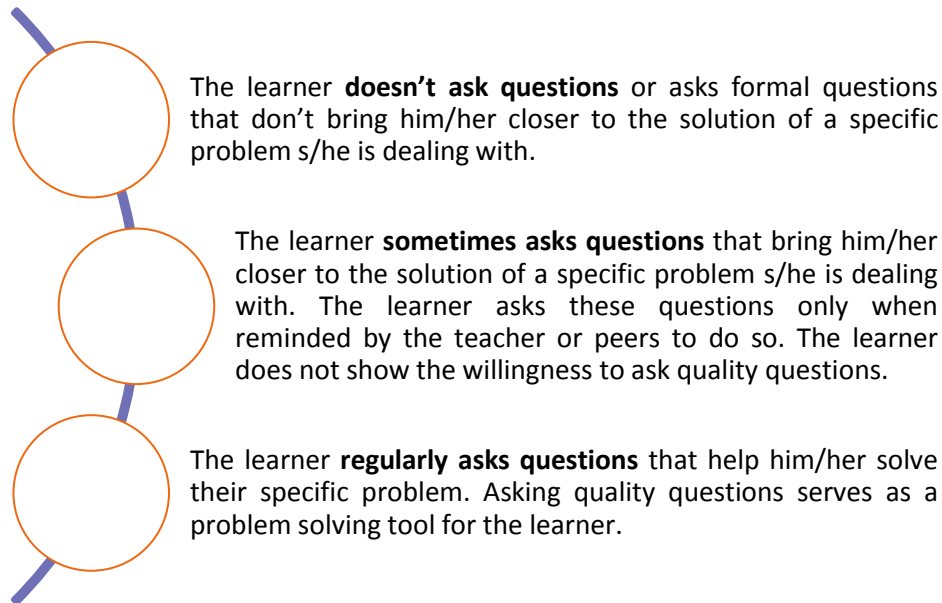 The learner doesn’t ask questions or asks formal questions
that don’t bring him/her closer to the solution of a specific
problem s/he is dealing with.
The learner sometimes asks questions that bring him/her
closer to the solution of a specific problem s/he is dealing
with. The learner asks these questions only when
reminded by the teacher or peers to do so. The learner
does not show the willingness to ask quality questions.
The learner regularly asks questions that help him/her solve
their specific problem. Asking quality questions serves as a
problem solving tool for the learner.